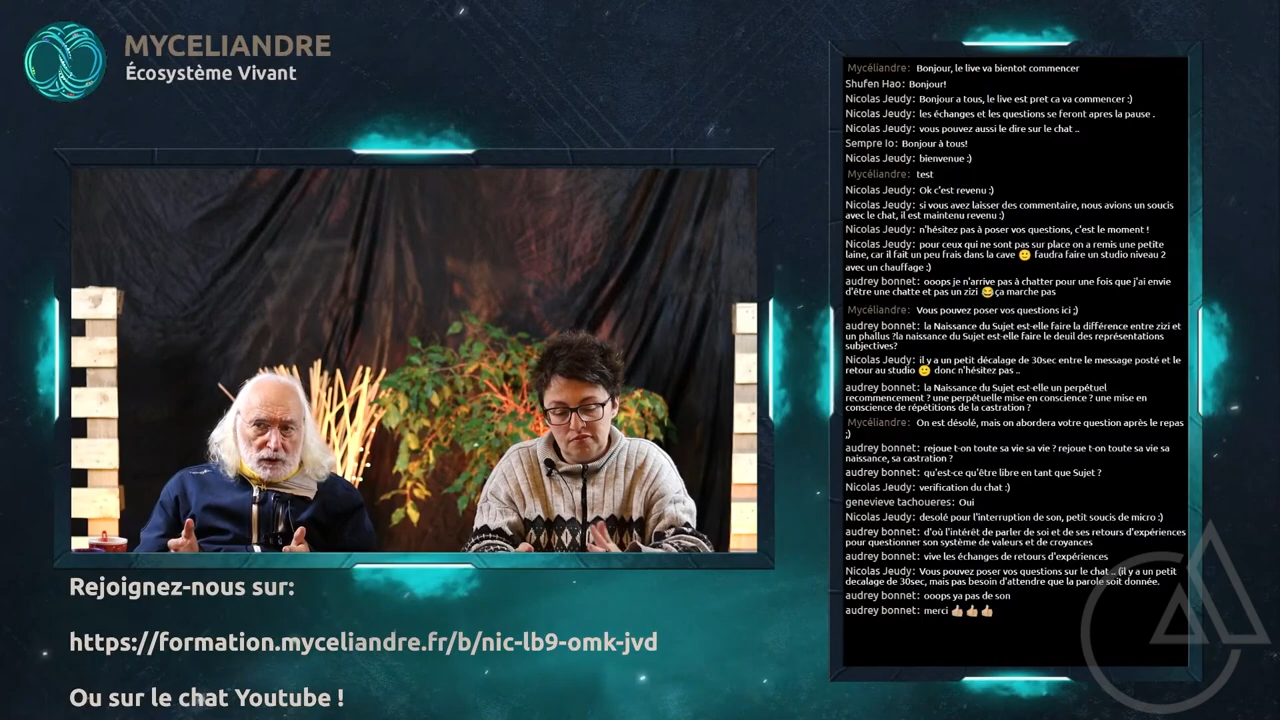 MYCELIANDRE
Écosystème Vivant
Mycéliandre: Bonjour, le live va bientot commencer
Shufen Hao: Bonjour!
Nicolas Jeudy: Bonjour a tous, le live est pret ca va commencer :)
Nicolas Jeudy: les échanges et les questions se feront apres la pause .
Nicolas Jeudy: vous pouvez aussi le dire sur le chat ..
Sempre Io: Bonjour à tous!
Nicolas Jeudy: bienvenue :)
Mycéliandre: test
Nicolas Jeudy: Ok c'est revenu :)
Nicolas Jeudy: si vous avez laisser des commentaire, nous avions un soucis
avec le chat, il est maintenu revenu :)
Nicolas Jeudy: n'hésitez pas à poser vos questions, c'est le moment !
Nicolas Jeudy: pour ceux qui ne sont pas sur place on a remis une petite
laine, car il fait un peu frais dans la cave 🙂 faudra faire un studio niveau 2
avec un chauffage :)
audrey bonnet: ooops je n'arrive pas à chatter pour une fois que j'ai envie
d'être une chatte et pas un zizi 😂ça marche pas
Mycéliandre: Vous pouvez poser vos questions ici ;)
audrey bonnet: la Naissance du Sujet est-elle faire la différence entre zizi et
un phallus ?la naissance du Sujet est-elle faire le deuil des représentations
subjectives?
Nicolas Jeudy: il y a un petit décalage de 30sec entre le message posté et le
retour au studio 🙂 donc n'hésitez pas ..
audrey bonnet: la Naissance du Sujet est-elle un perpétuel
recommencement ? une perpétuelle mise en conscience ? une mise en
conscience de répétitions de la castration ?
Mycéliandre: On est désolé, mais on abordera votre question après le repas
;)
audrey bonnet: rejoue t-on toute sa vie sa vie ? rejoue t-on toute sa vie sa
naissance, sa castration ?
audrey bonnet: qu'est-ce qu'être libre en tant que Sujet ?
Nicolas Jeudy: verification du chat :)
genevieve tachoueres: Oui
Nicolas Jeudy: desolé pour l'interruption de son, petit soucis de micro :)
audrey bonnet: d'où l'intérêt de parler de soi et de ses retours d'expériences
pour questionner son système de valeurs et de croyances
audrey bonnet: vive les échanges de retours d'expériences
Nicolas Jeudy: Vous pouvez poser vos questions sur le chat .. (il y a un petit
decalage de 30sec, mais pas besoin d'attendre que la parole soit donnée.
audrey bonnet: ooops ya pas de son
audrey bonnet: merci 👍🏼👍🏼👍🏼
Rejoignez-nous sur:
https://formation.myceliandre.fr/b/nic-lb9-omk-jvd
Ou sur le chat Youtube !